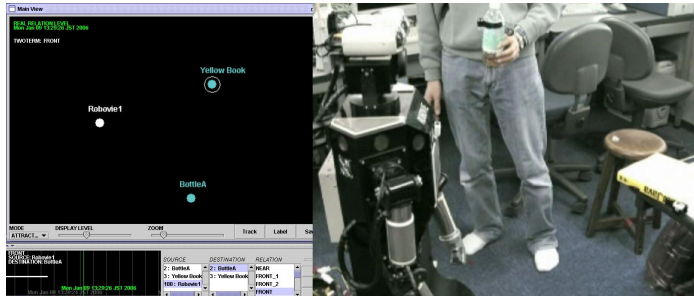 Main View
REAL RELATION LEVEL
Mon Jan 09 13:29:26 JST 2006
TWOTERM: FRONT
Yellow Book
Robovie1
BottleA
MODE
DISPLAY LEVEL
ZOOM
ATTRACT...
Track
Label
FRONT
SOURCE: Robovie1
DESTINATION: BottleA
Mon Jan 09 13:29:26 JST 2006
SOURCE
DESTINATION
RELATION
2 : BottleA
2 : BottleA
NEAR
3 : Yellow Book
3 : Yellow Book
FRONT_1
100 : Robovie1
FRONT_2
FRONT